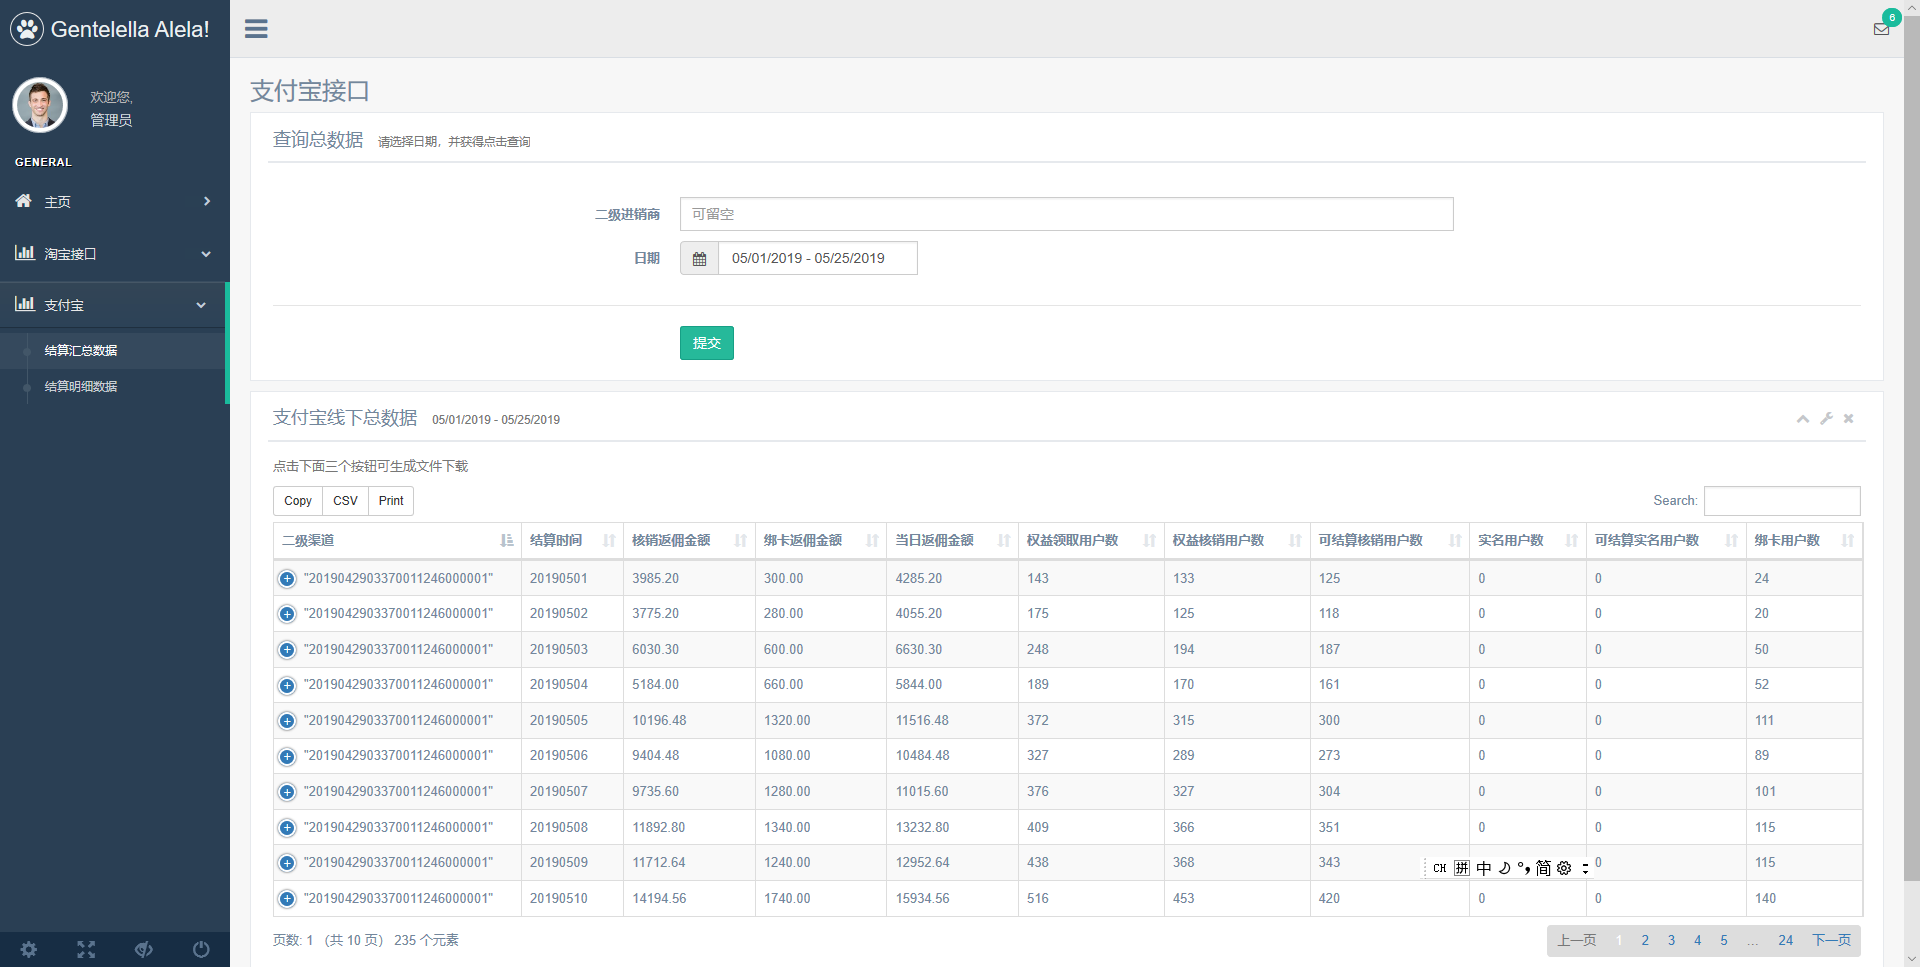 Gentelella Alela!
6
欢迎您,
管理员
GENERAL
主页
淘宝接口
支付宝
结算汇总数据
结算明细数据
支付宝接口
查询总数据 请选择日期，并获得点击查询
二级进销商 可留空
日期 05/01/2019 - 05/25/2019
提交
支付宝线下总数据 05/01/2019 - 05/25/2019
点击下面三个按钮可生成文件下载
Copy CSV Print Search:
二级渠道 结算时间 核销返佣金额 绑卡返佣金额 当日返佣金额 权益领取用户数 权益核销用户数 可结算核销用户数 实名用户数 可结算实名用户数 绑卡用户数
"2019042903370011246000001" 20190501 3985.20 300.00 4285.20 143 133 125 0 0 24
"2019042903370011246000001" 20190502 3775.20 280.00 4055.20 175 125 118 0 0 20
"2019042903370011246000001" 20190503 6030.30 600.00 6630.30 248 194 187 0 0 50
"2019042903370011246000001" 20190504 5184.00 660.00 5844.00 189 170 161 0 0 52
"2019042903370011246000001" 20190505 10196.48 1320.00 11516.48 372 315 300 0 0 111
"2019042903370011246000001" 20190506 9404.48 1080.00 10484.48 327 289 273 0 0 89
"2019042903370011246000001" 20190507 9735.60 1280.00 11015.60 376 327 304 0 0 101
"2019042903370011246000001" 20190508 11892.80 1340.00 13232.80 409 366 351 0 0 115
"2019042903370011246000001" 20190509 11712.64 1240.00 12952.64 438 368 343 0 115
CH 拼 中 简
"2019042903370011246000001" 20190510 14194.56 1740.00 15934.56 516 453 420 0 0 140
页数: 1 （共 10 页） 235 个元素
上一页 1 2 3 4 5 ... 24 下一页